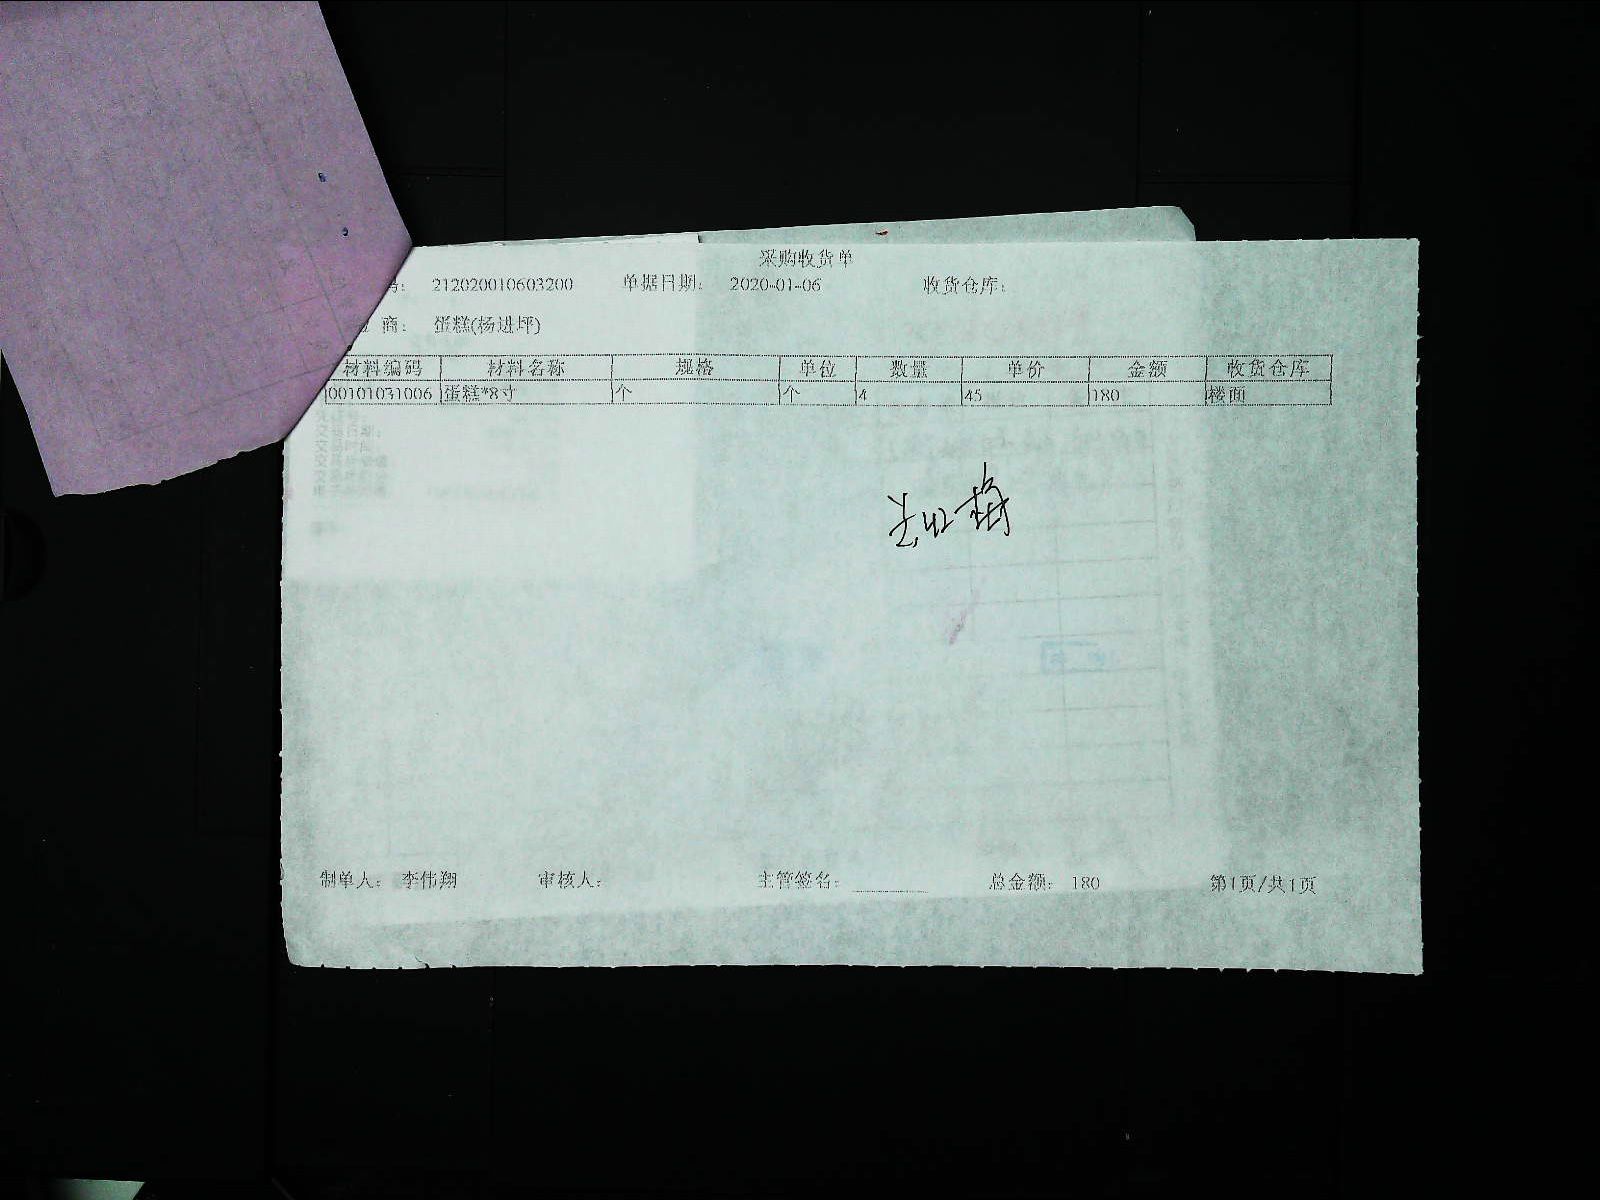 采购收货单
号： 212020010603200 单据日期： 2020-01-06 收货仓库：
商： 蛋糕(杨进坪)
材料编码 材料名称 规格 单位 数量 单价 金额 收货仓库
00101031006 蛋糕*8寸 个 个 4 45 180 楼面
制单人： 李伟翔 审核人： 主管签名： 总金额： 180 第1页/共1页